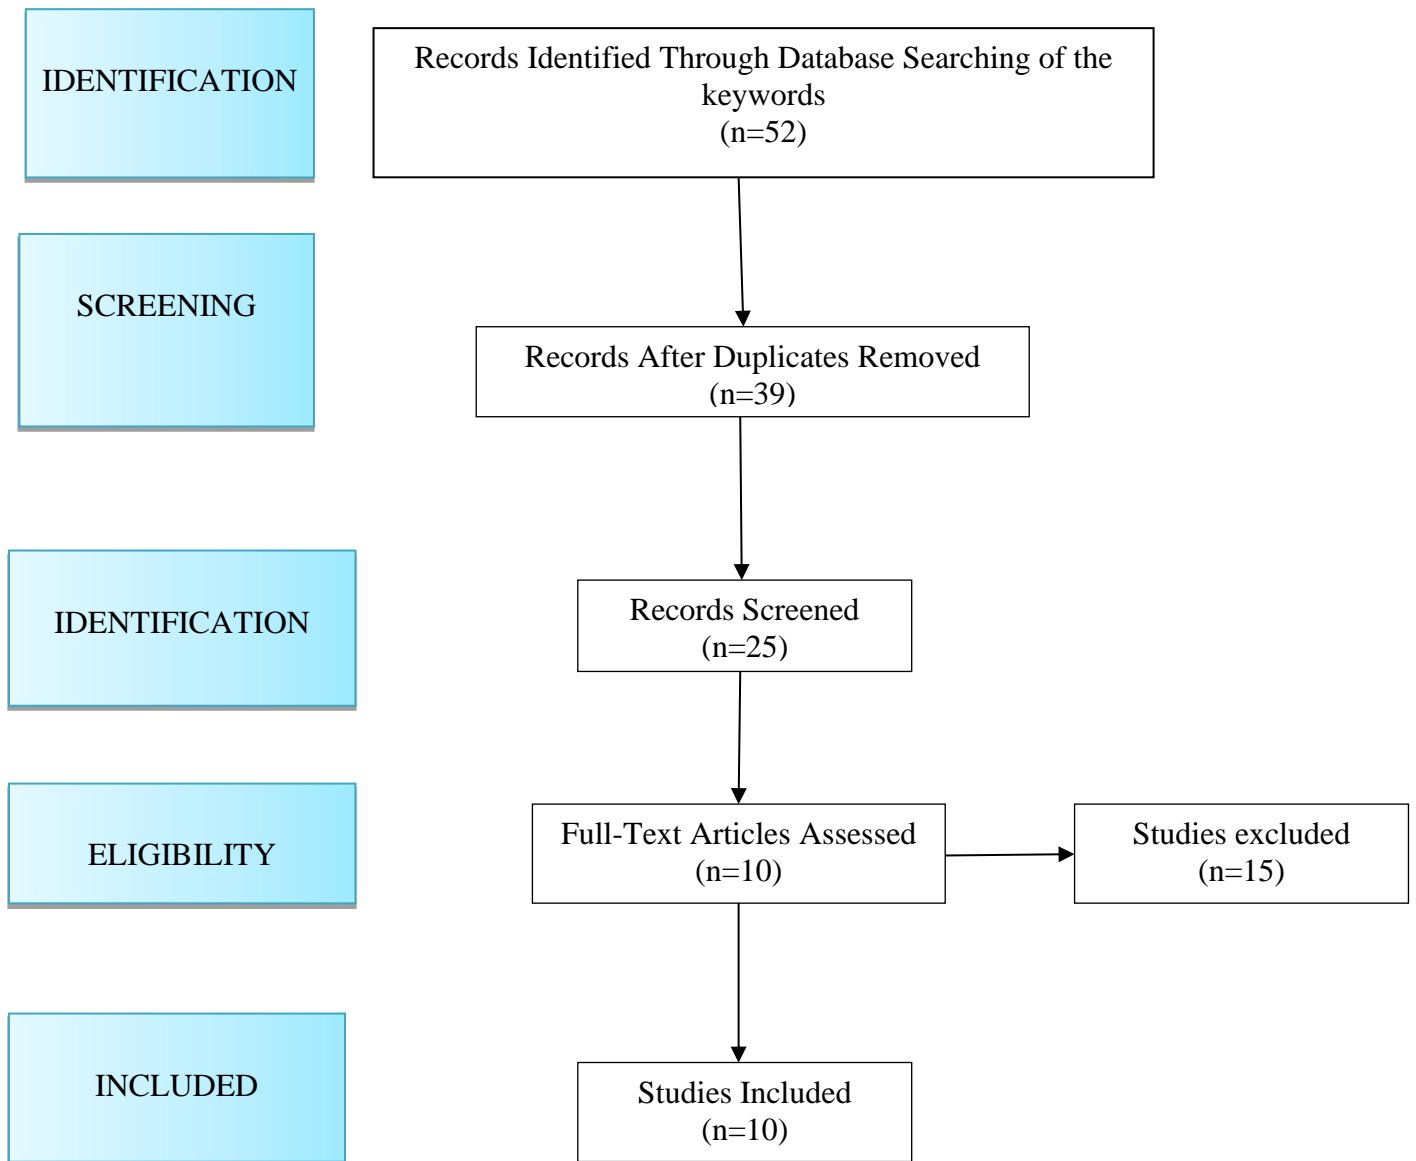 IDENTIFICATION
Records Identified Through Database Searching of the
keywords
(n=52)
SCREENING
Records After Duplicates Removed
(n=39)
IDENTIFICATION
Records Screened
(n=25)
ELIGIBILITY
Full-Text Articles Assessed
(n=10)
Studies excluded
(n=15)
INCLUDED
Studies Included
(n=10)